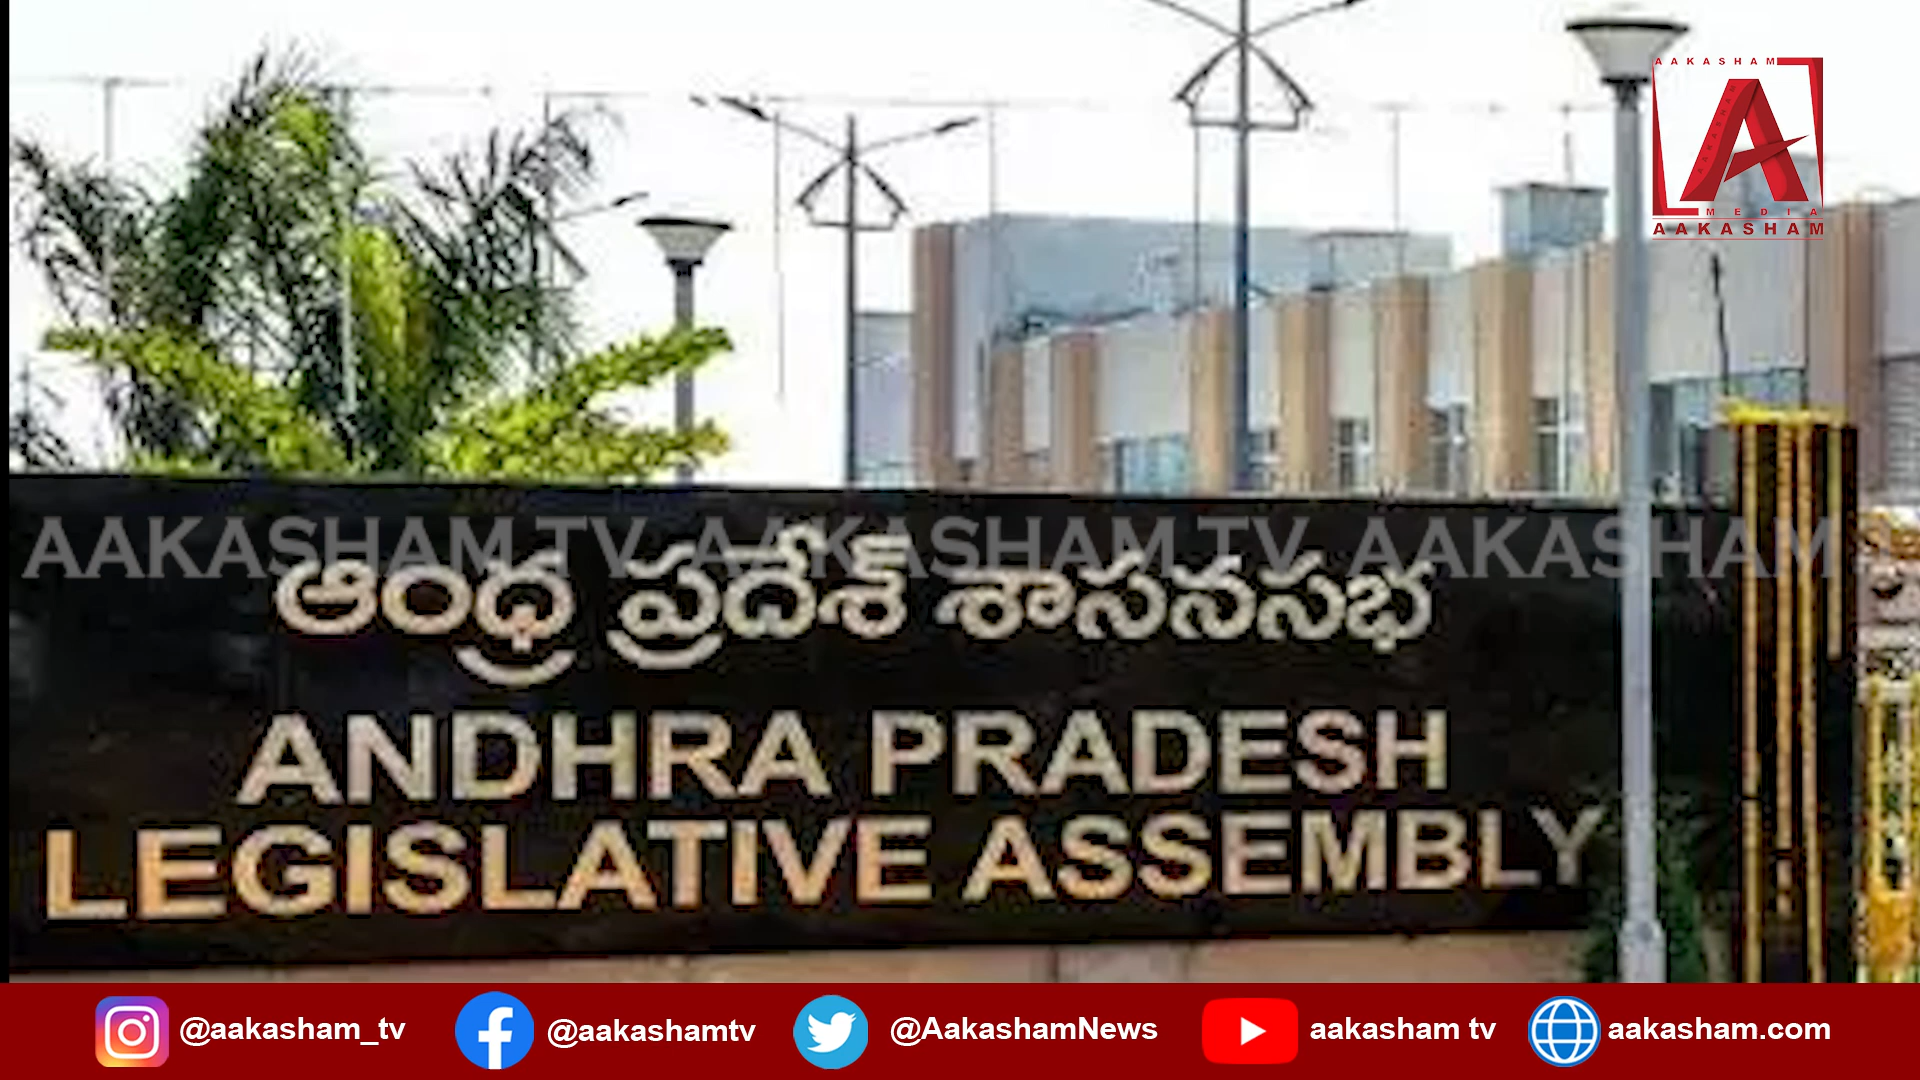 AAKASHAM
AAKASHAM
MEDIA
AAKASHAM
AAKASHAM TV AAKASHAM TV AAKASHAM
ఆంధ్ర ప్రదేశ్ శాసనసభ
ANDHRA PRADESH
LEGISLATIVE ASSEMBLY
@aakasham_tv @aakashamtv @AakashamNews aakasham tv aakasham.com